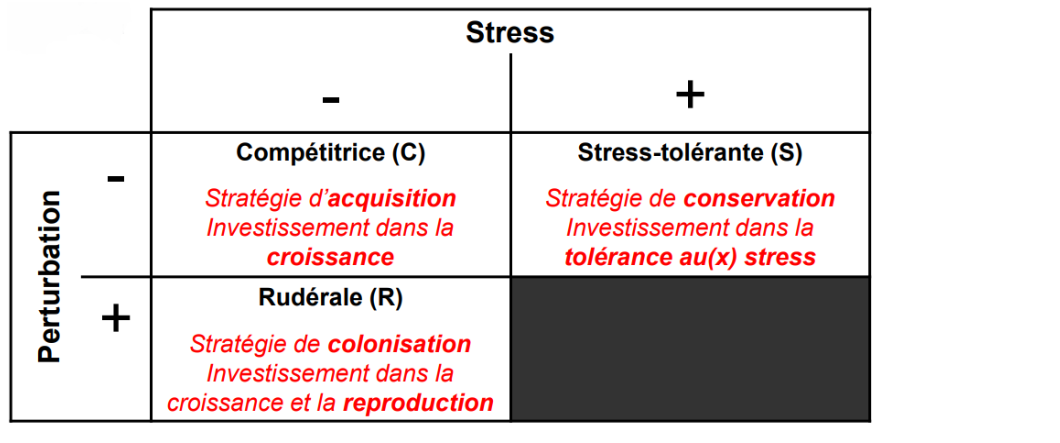 Stress
-
+
Perturbation
-
Compétitrice (C)
Stratégie d'acquisition
Investissement dans la
croissance
Stress-tolérante (S)
Stratégie de conservation
Investissement dans la
tolérance au(x) stress
+
Rudérale (R)
Stratégie de colonisation
Investissement dans la
croissance et la reproduction